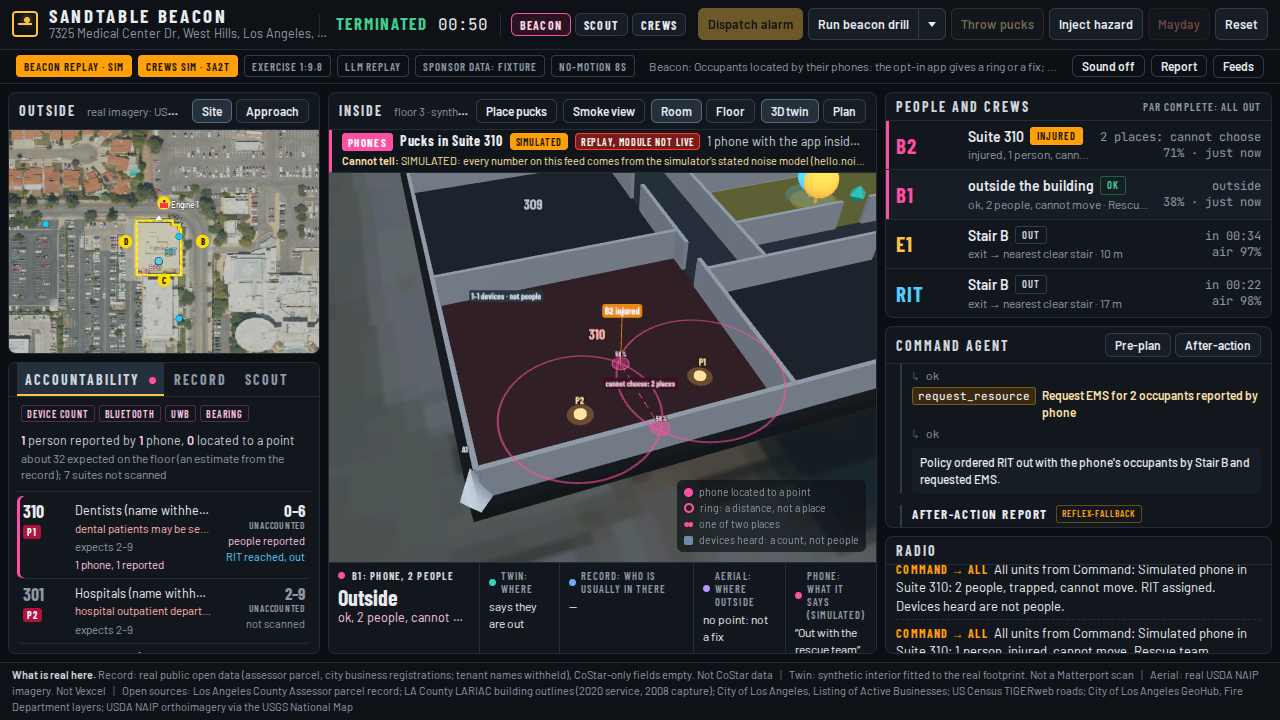 SANDTABLE BEACON
7325 Medical Center Dr, West Hills, Los Angeles, ...
TERMINATED 00:50
BEACON SCOUT CREWS
Dispatch alarm
Run beacon drill
Throw pucks
Inject hazard
Mayday
Reset
BEACON REPLAY · SIM
CREWS SIM · 3A2T
EXERCISE 1:9.8
LLM REPLAY
SPONSOR DATA: FIXTURE
NO-MOTION 8S
Beacon: Occupants located by their phones: the opt-in app gives a ring or a fix; ...
Sound off
Report
Feeds
OUTSIDE real imagery: US... Site Approach
Engine 1
D B
C
ACCOUNTABILITY RECORD SCOUT
DEVICE COUNT BLUETOOTH UWB BEARING
1 person reported by 1 phone, 0 located to a point
about 32 expected on the floor (an estimate from the
record); 7 suites not scanned
310 Dentists (name withhe... 0–6
P1 dental patients may be se... UNACCOUNTED
expects 2–9 people reported
1 phone, 1 reported RIT reached, out
301 Hospitals (name withh... 2–9
P2 hospital outpatient depart... UNACCOUNTED
expects 2–9 not scanned
INSIDE floor 3 · synth... Place pucks Smoke view Room Floor 3D twin Plan
PHONES Pucks in Suite 310 SIMULATED REPLAY, MODULE NOT LIVE 1 phone with the app insid...
Cannot tell: SIMULATED: every number on this feed comes from the simulator's stated noise model (hello.noi...
309
1-1 devices · not people
B2 injured
310
P1
cannot choose: 2 places
P2
phone located to a point
ring: a distance, not a place
one of two places
devices heard: a count, not people
B1: PHONE, 2 PEOPLE
Outside
ok, 2 people, cannot ...
TWIN: WHERE
says they are out
RECORD: WHO IS USUALLY IN THERE
—
AERIAL: WHERE OUTSIDE
no point: not a fix
PHONE: WHAT IT SAYS (SIMULATED)
"Out with the rescue team"
PEOPLE AND CREWS PAR COMPLETE: ALL OUT
B2 Suite 310 INJURED 2 places: cannot choose
injured, 1 person, cann... 71% · just now
B1 outside the building OK outside
ok, 2 people, cannot move · Rescu... 38% · just now
E1 Stair B OUT in 00:34
exit → nearest clear stair · 10 m air 97%
RIT Stair B OUT in 00:22
exit → nearest clear stair · 17 m air 98%
COMMAND AGENT Pre-plan After-action
↳ ok
request_resource Request EMS for 2 occupants reported by
phone
↳ ok
Policy ordered RIT out with the phone's occupants by Stair B and
requested EMS.
AFTER-ACTION REPORT REFLEX-FALLBACK
RADIO
COMMAND → ALL All units from Command: Simulated phone in
Suite 310: 2 people, trapped, cannot move. RIT assigned.
Devices heard are not people.
COMMAND → ALL All units from Command: Simulated phone in
Suite 310: 1 person, injured, cannot move. Rescue team
What is real here. Record: real public open data (assessor parcel, city business registrations; tenant names withheld), CoStar-only fields empty. Not CoStar data | Twin: synthetic interior fitted to the real footprint. Not a Matterport scan | Aerial: real USDA NAIP
imagery. Not Vexcel | Open sources: Los Angeles County Assessor parcel record; LA County LARIAC building outlines (2020 service, 2008 capture); City of Los Angeles, Listing of Active Businesses; US Census TIGERweb roads; City of Los Angeles GeoHub, Fire
Department layers; USDA NAIP orthoimagery via the USGS National Map